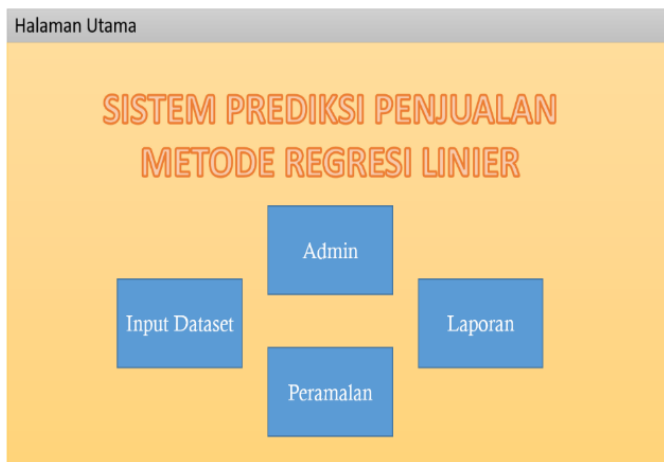 Halaman Utama
SISTEM PREDIKSI PENJUALAN
METODE REGRESI LINIER
Admin
Input Dataset
Laporan
Peramalan